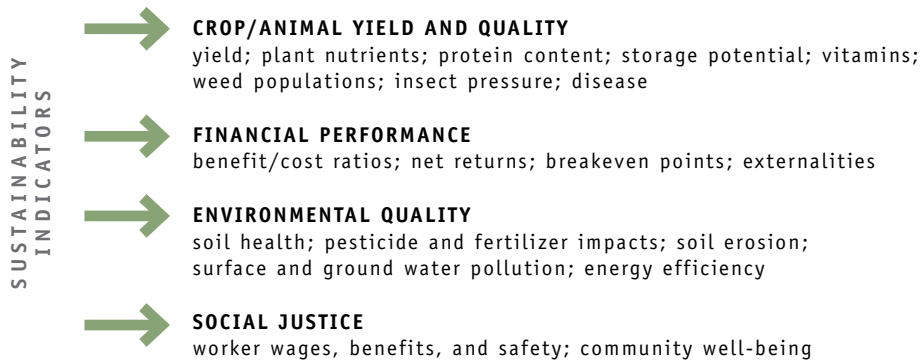 SUSTAINABILITY
INDICATORS
CROP/ANIMAL YIELD AND QUALITY
yield; plant nutrients; protein content; storage potential; vitamins;
weed populations; insect pressure; disease
FINANCIAL PERFORMANCE
benefit/cost ratios; net returns; breakeven points; externalities
ENVIRONMENTAL QUALITY
soil health; pesticide and fertilizer impacts; soil erosion;
surface and ground water pollution; energy efficiency
SOCIAL JUSTICE
worker wages, benefits, and safety; community well-being